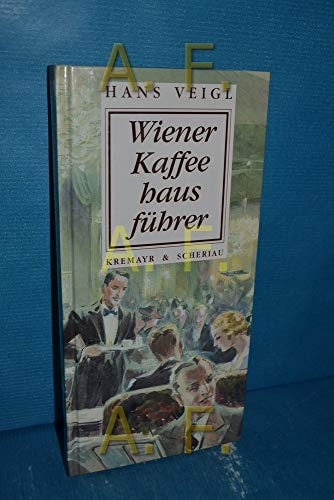 A. F.
HANS VEIGL
Wiener
Kaffee
haus
führer
A. F.
KREMAYR & SCHERIAU
A. F.